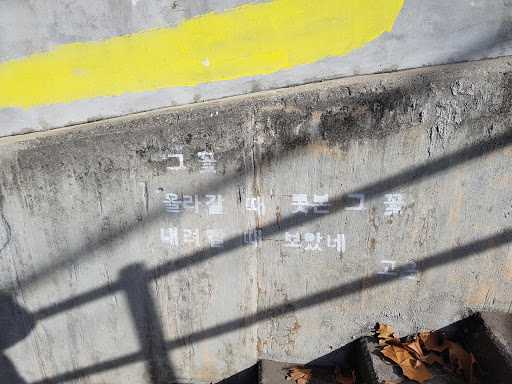 그 꽃
올라갈 때 못본 그 꽃
내려갈 때 보았네
고은